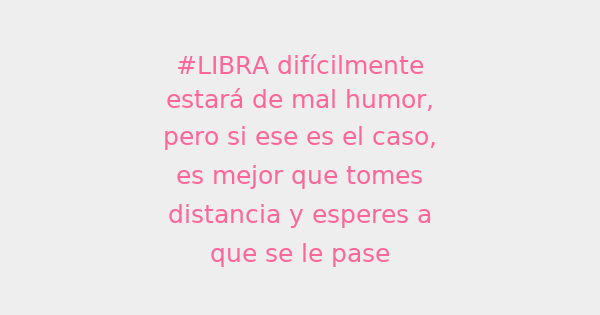 #LIBRA difícilmente
estará de mal humor,
pero si ese es el caso,
es mejor que tomes
distancia y esperes a
que se le pase